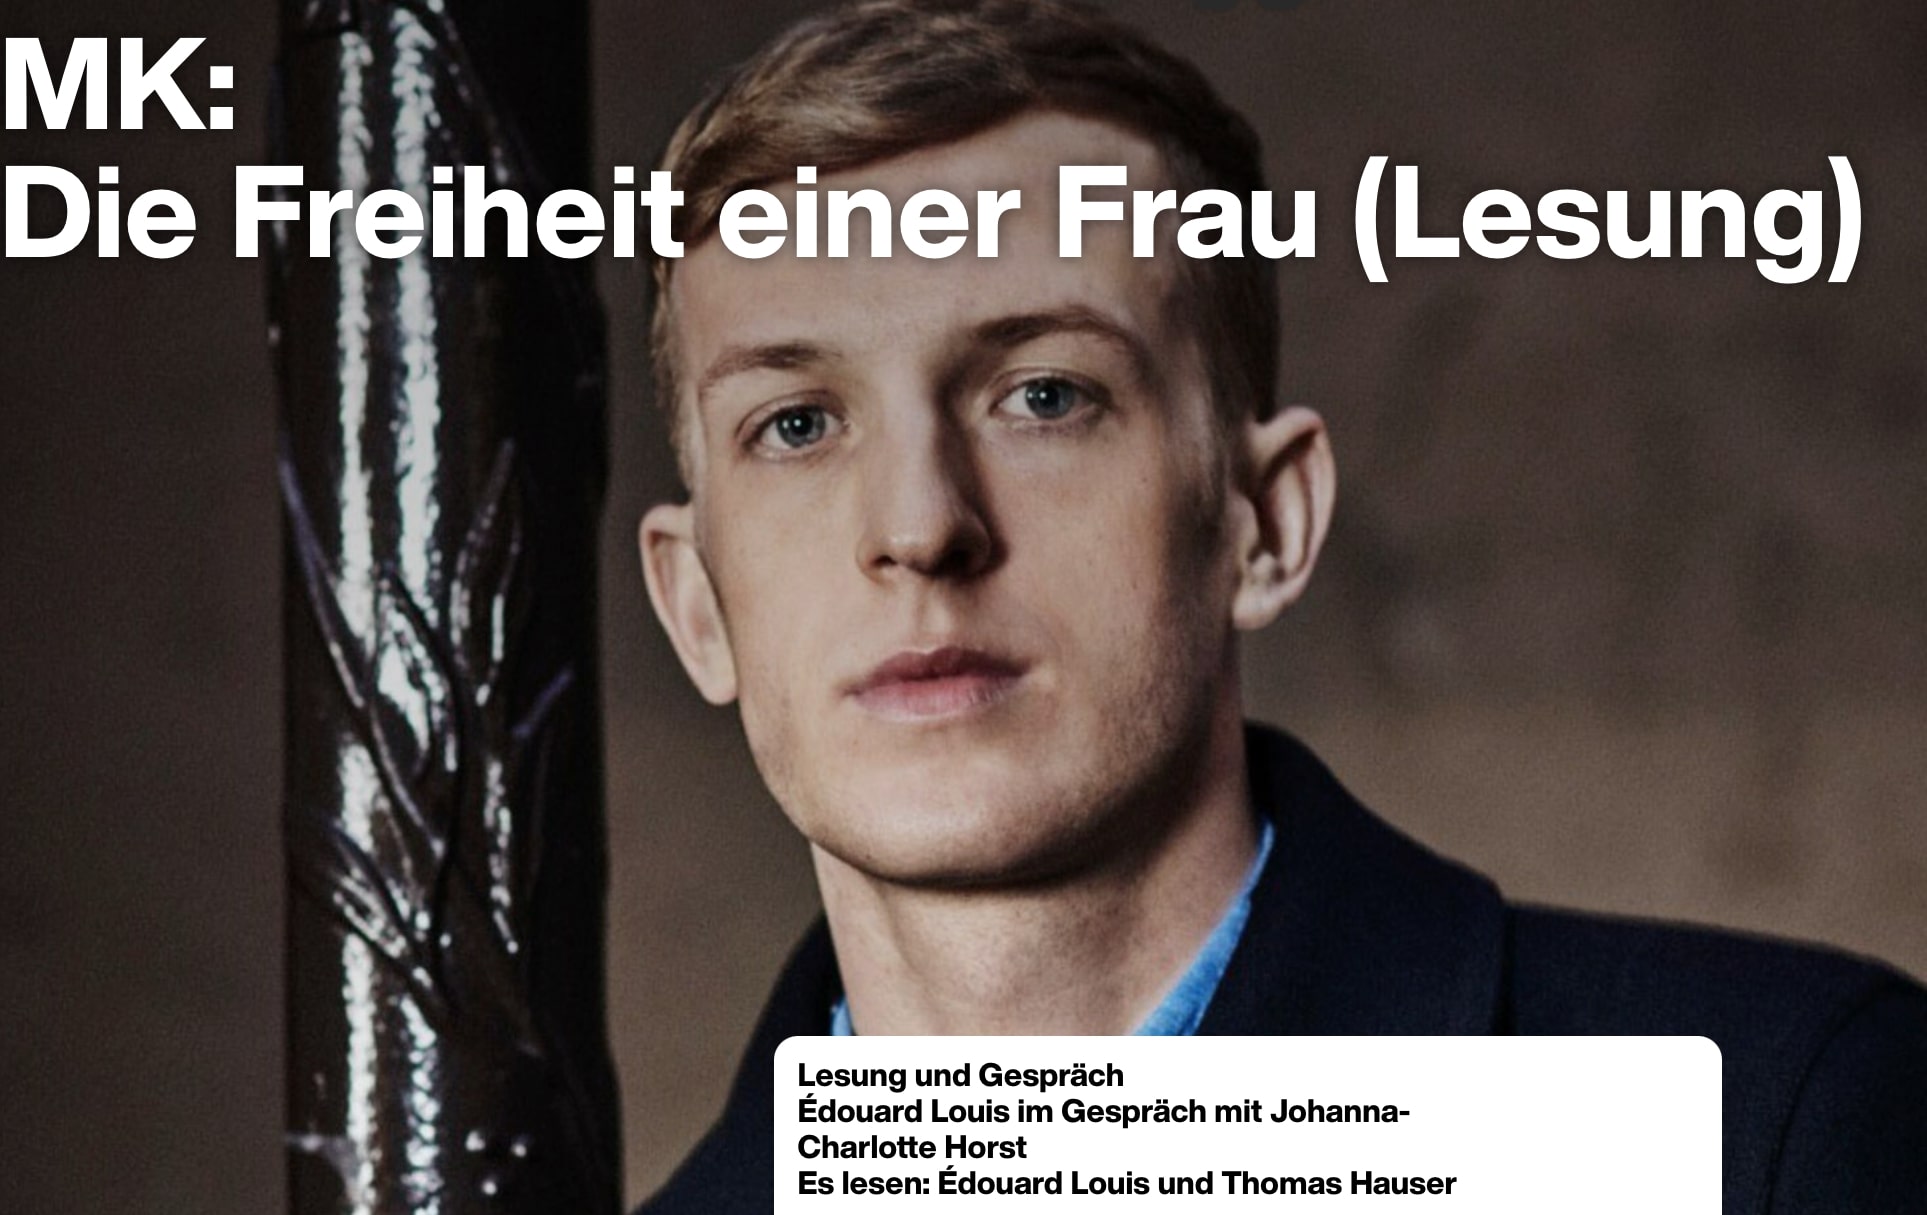 MK:
Die Freiheit einer Frau (Lesung)
Lesung und Gespräch
Édouard Louis im Gespräch mit Johanna-
Charlotte Horst
Es lesen: Édouard Louis und Thomas Hauser